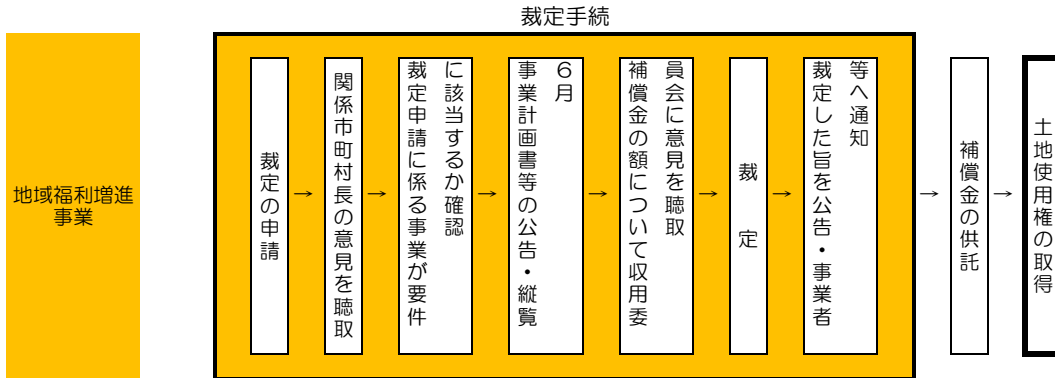 裁定手続
地域福利増進
事業
裁定の申請
→
関係市町村長の意見を聴取
→
裁定申請に係る事業が要件
に該当するか確認
→
事業計画書等の公告・縦覧
６月
→
補償金の額について収用委
員会に意見を聴取
→
裁定
→
裁定した旨を公告・事業者
等へ通知
→
補償金の供託
→
土地使用権の取得